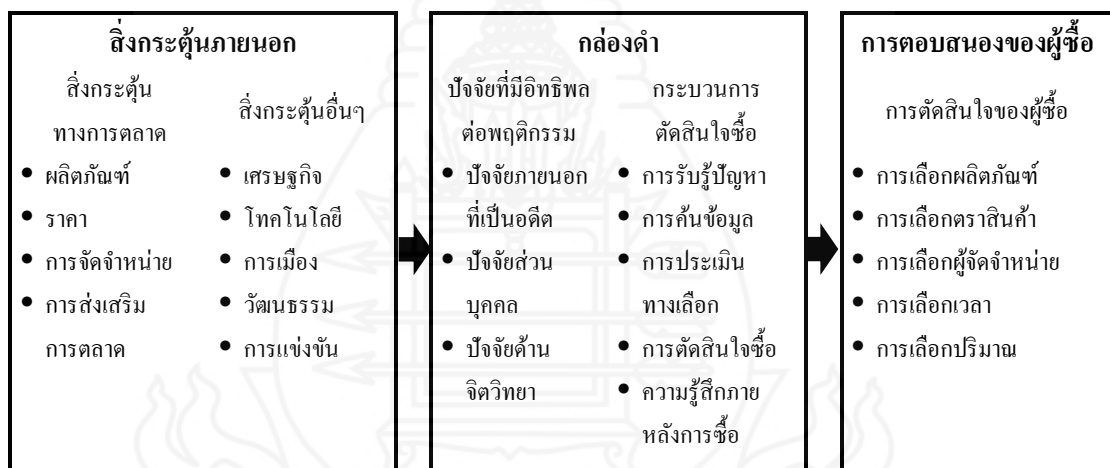 สิ่งกระตุ้นภายนอก
สิ่งกระตุ้น
ทางการตลาด
• ผลิตภัณฑ์
• ราคา
• การจัดจำหน่าย
• การส่งเสริม
การตลาด
สิ่งกระตุ้นอื่นๆ
• เศรษฐกิจ
• โทคโนโลยี
• การเมือง
• วัฒนธรรม
• การแข่งขัน
กล่องดำ
ปัจจัยที่มีอิทธิพล
ต่อพฤติกรรม
• ปัจจัยภายนอก
ที่เป็นอดีต
• ปัจจัยส่วน
บุคคล
• ปัจจัยด้าน
จิตวิทยา
กระบวนการ
ตัดสินใจซื้อ
• การรับรู้ปัญหา
• การค้นข้อมูล
• การประเมิน
ทางเลือก
• การตัดสินใจซื้อ
• ความรู้สึกภาย
หลังการซื้อ
การตอบสนองของผู้ซื้อ
การตัดสินใจของผู้ซื้อ
• การเลือกผลิตภัณฑ์
• การเลือกตราสินค้า
• การเลือกผู้จัดจำหน่าย
• การเลือกเวลา
• การเลือกปริมาณ